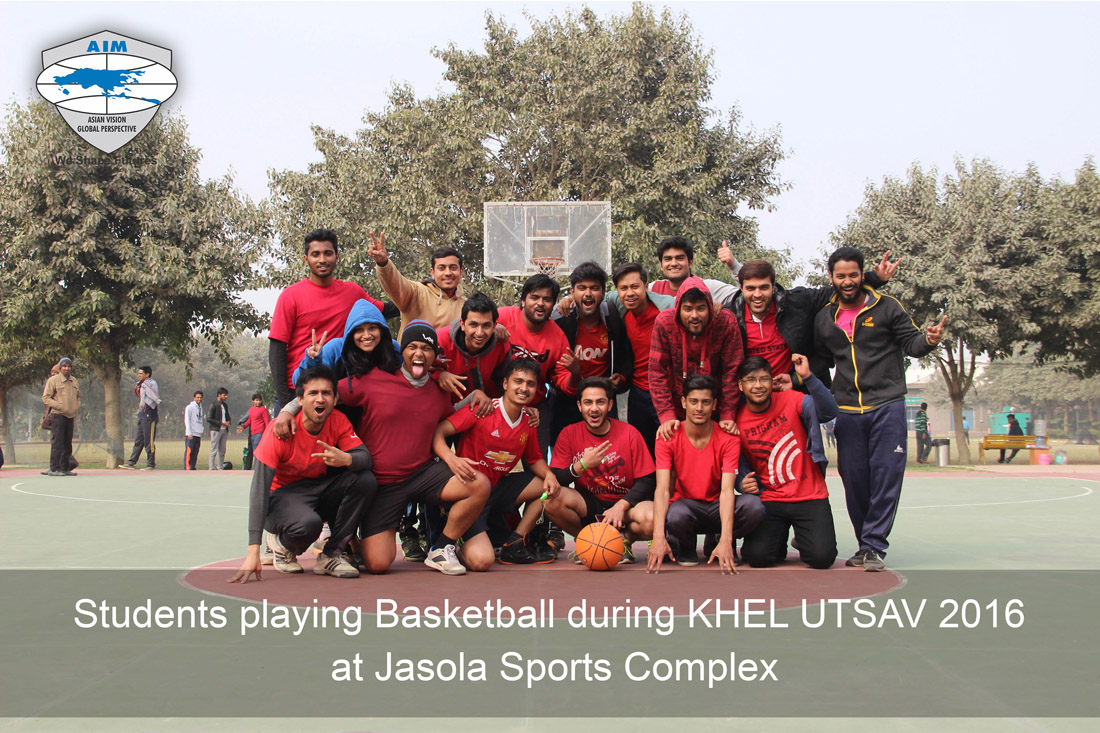 AIM
ASIAN VISION
GLOBAL PERSPECTIVE
We Shape Futures
CHEVROLET
Students playing Basketball during KHEL UTSAV 2016
at Jasola Sports Complex